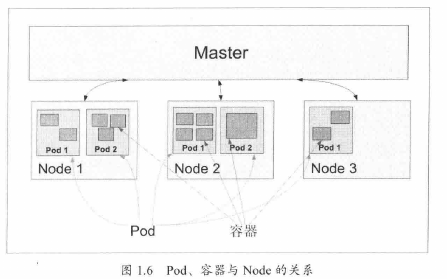 Master
Pod 1
Pod 2
Node 1
Pod 1
Pod 2
Node 2
Pod 1
Node 3
Pod
容器
图 1.6 Pod、容器与 Node 的关系